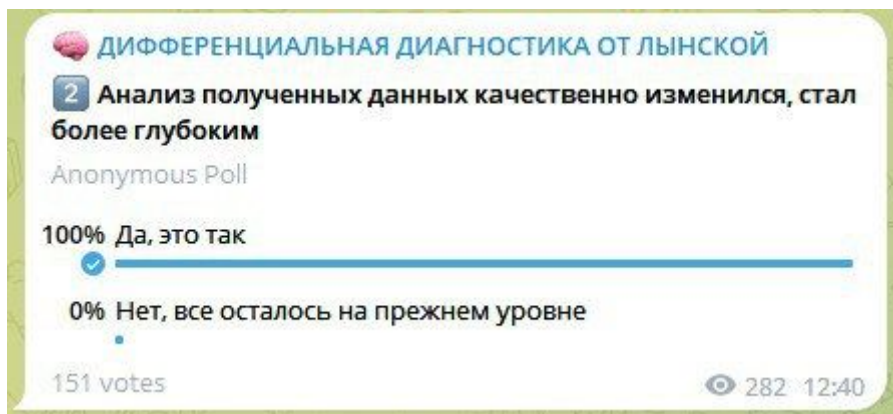 🧠 ДИФФЕРЕНЦИАЛЬНАЯ ДИАГНОСТИКА ОТ ЛЫНСКОЙ
2️⃣ Анализ полученных данных качественно изменился, стал
более глубоким
Anonymous Poll
100% Да, это так
0% Нет, все осталось на прежнем уровне
151 votes 282 12:40